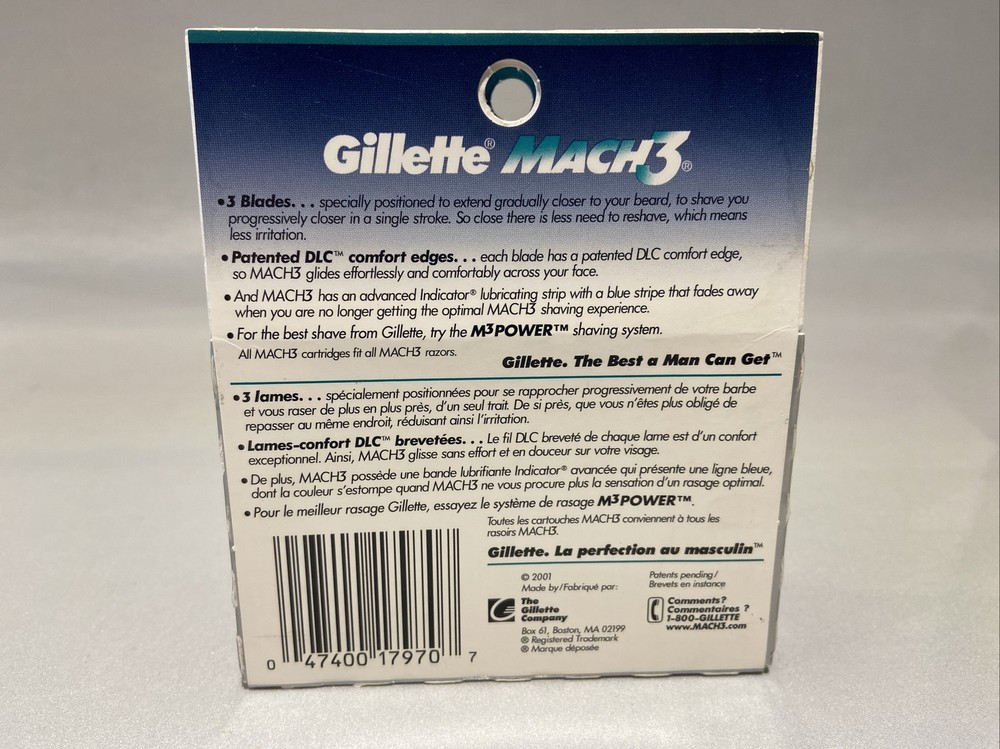 Gillette® MACH3®
• 3 Blades. . . specially positioned to extend gradually closer to your beard, to shave you
progressively closer in a single stroke. So close there is less need to reshave, which means
less irritation.
• Patented DLC™ comfort edges. . . each blade has a patented DLC comfort edge,
so MACH3 glides effortlessly and comfortably across your face.
• And MACH3 has an advanced Indicator® lubricating strip with a blue stripe that fades away
when you are no longer getting the optimal MACH3 shaving experience.
• For the best shave from Gillette, try the M3POWER™ shaving system.
All MACH3 cartridges fit all MACH3 razors.
Gillette. The Best a Man Can Get™
• 3 lames. . . spécialement positionnées pour se rapprocher progressivement de votre barbe
et vous raser de plus en plus près, d'un seul trait. De si près, que vous n'êtes plus obligé de
repasser au même endroit, réduisant ainsi l'irritation.
• Lames-confort DLC™ brevetées. . . Le fil DLC breveté de chaque lame est d'un confort
exceptionnel. Ainsi, MACH3 glisse sans effort et en douceur sur votre visage.
• De plus, MACH3 possède une bande lubrifiante Indicator® avancée qui présente une ligne bleue,
dont la couleur s'estompe quand MACH3 ne vous procure plus la sensation d'un rasage optimal.
• Pour le meilleur rasage Gillette, essayez le système de rasage M3POWER™.
Toutes les cartouches MACH3 conviennent à tous les
rasoirs MACH3.
Gillette. La perfection au masculin™
© 2001
Made by/Fabriqué par:
The
Gillette
Company
Box 61, Boston, MA 02199
® Registered Trademark
® Marque déposée
Patents pending/
Brevets en instance
Comments?
Commentaires ?
1-800-GILLETTE
www.MACH3.com
0 47400 17970 7